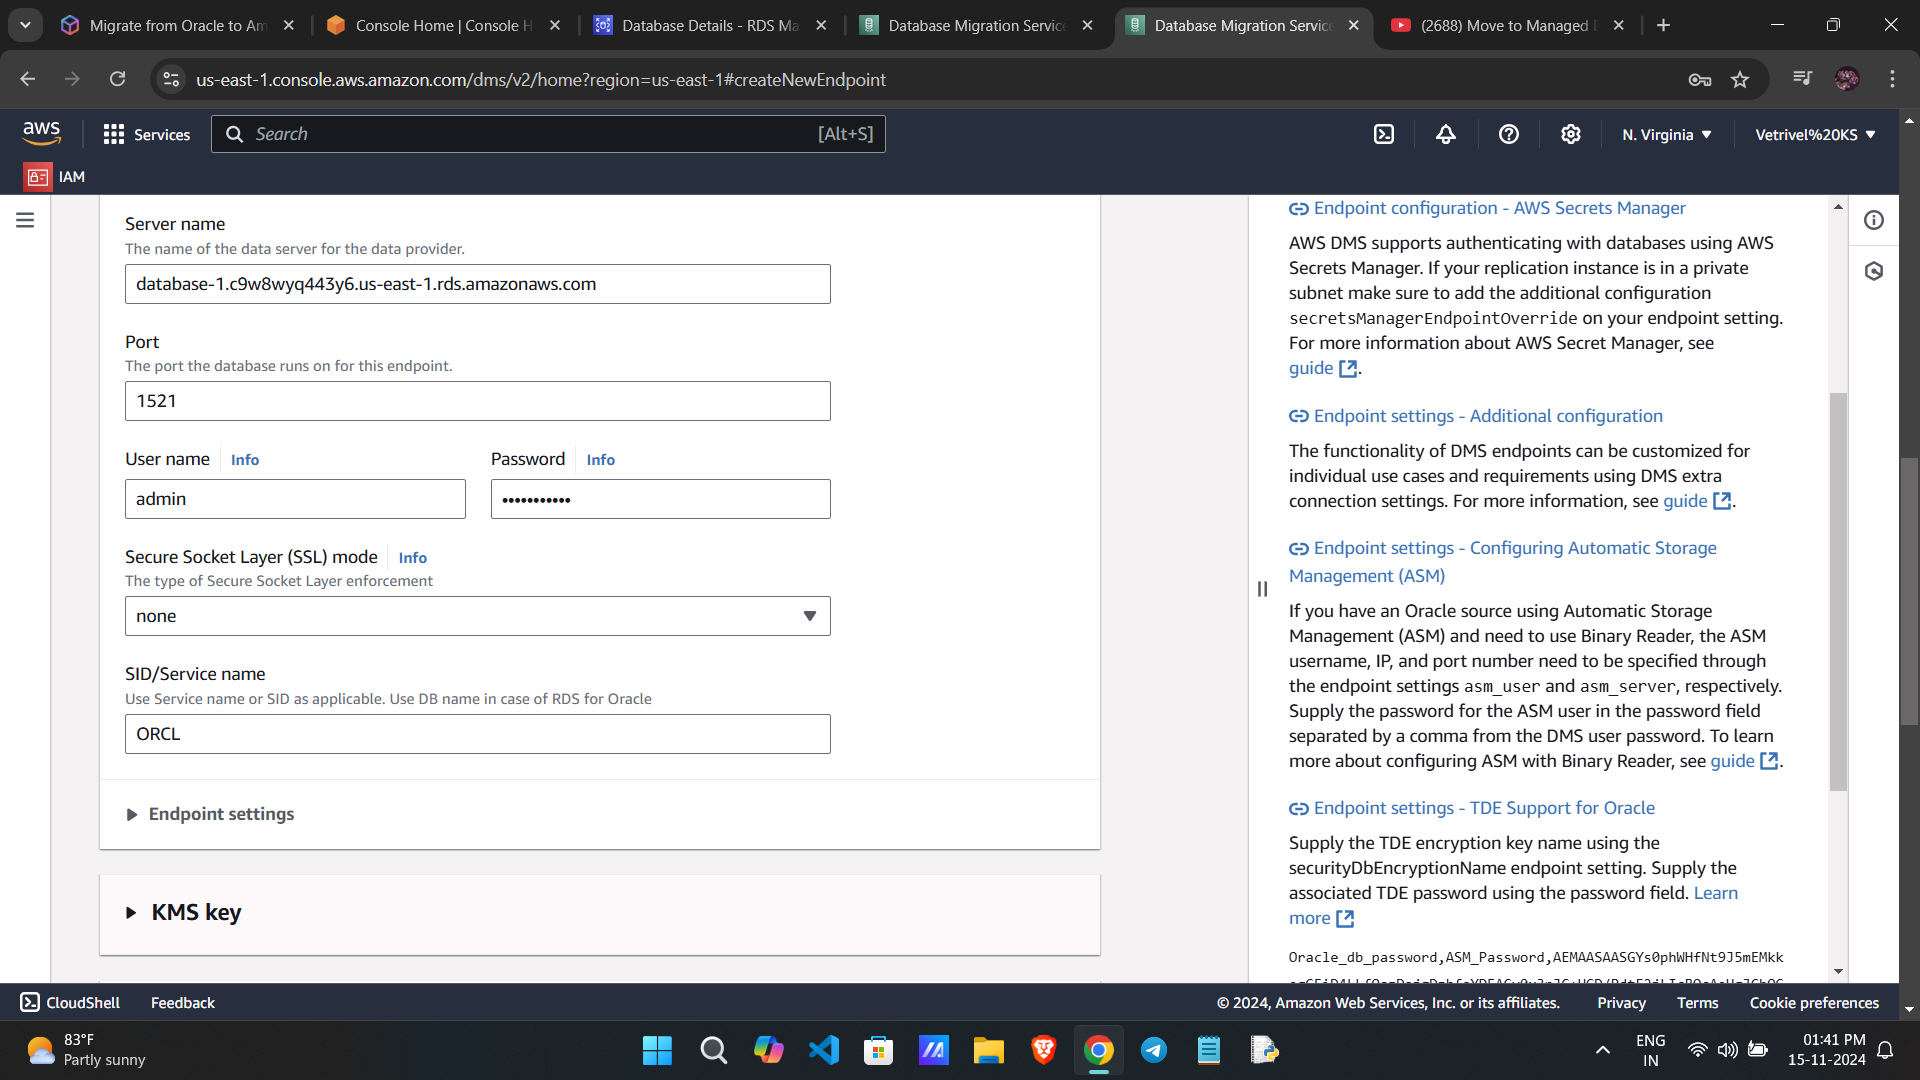 Migrate from Oracle to Am
Console Home | Console H
Database Details - RDS Ma
Database Migration Service
Database Migration Service
(2688) Move to Managed
us-east-1.console.aws.amazon.com/dms/v2/home?region=us-east-1#createNewEndpoint
aws
Services
Search
[Alt+S]
N. Virginia
Vetrivel%20KS
IAM
Server name
The name of the data server for the data provider.
database-1.c9w8wyq443y6.us-east-1.rds.amazonaws.com
Port
The port the database runs on for this endpoint.
1521
User name Info
Password Info
admin
•••••••••••
Secure Socket Layer (SSL) mode Info
The type of Secure Socket Layer enforcement
none
SID/Service name
Use Service name or SID as applicable. Use DB name in case of RDS for Oracle
ORCL
Endpoint settings
KMS key
Endpoint configuration - AWS Secrets Manager
AWS DMS supports authenticating with databases using AWS
Secrets Manager. If your replication instance is in a private
subnet make sure to add the additional configuration
secretsManagerEndpointOverride on your endpoint setting.
For more information about AWS Secret Manager, see
guide.
Endpoint settings - Additional configuration
The functionality of DMS endpoints can be customized for
individual use cases and requirements using DMS extra
connection settings. For more information, see guide.
Endpoint settings - Configuring Automatic Storage
Management (ASM)
If you have an Oracle source using Automatic Storage
Management (ASM) and need to use Binary Reader, the ASM
username, IP, and port number need to be specified through
the endpoint settings asm_user and asm_server, respectively.
Supply the password for the ASM user in the password field
separated by a comma from the DMS user password. To learn
more about configuring ASM with Binary Reader, see guide.
Endpoint settings - TDE Support for Oracle
Supply the TDE encryption key name using the
securityDbEncryptionName endpoint setting. Supply the
associated TDE password using the password field. Learn
more
Oracle_db_password,ASM_Password,AEMAASAASGYs0phWHfNt9J5mEMkk
CloudShell
Feedback
© 2024, Amazon Web Services, Inc. or its affiliates.
Privacy
Terms
Cookie preferences
83°F
Partly sunny
ENG
IN
01:41 PM
15-11-2024